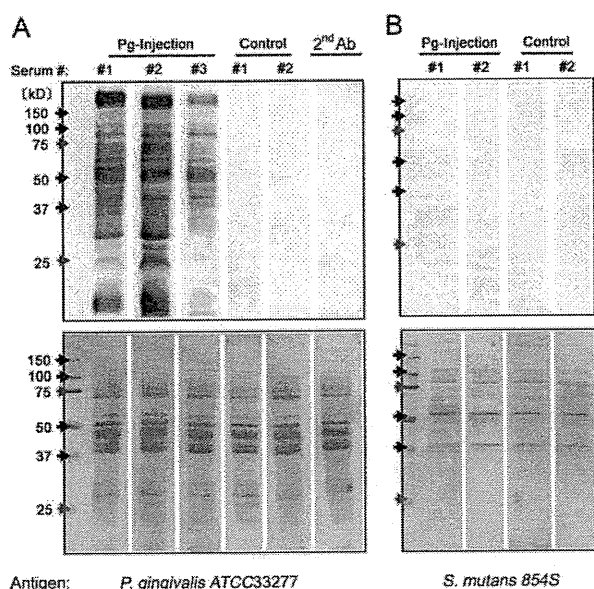 A
B
Pg-Injection Control 2nd Ab
Pg-Injection Control
Serum #: #1 #2 #3 #1 #2
#1 #2 #1 #2
(kD)
150
100
75
50
37
25
150
100
75
50
37
25
Antigen: P. gingivalis ATCC33277
S. mutans 854S